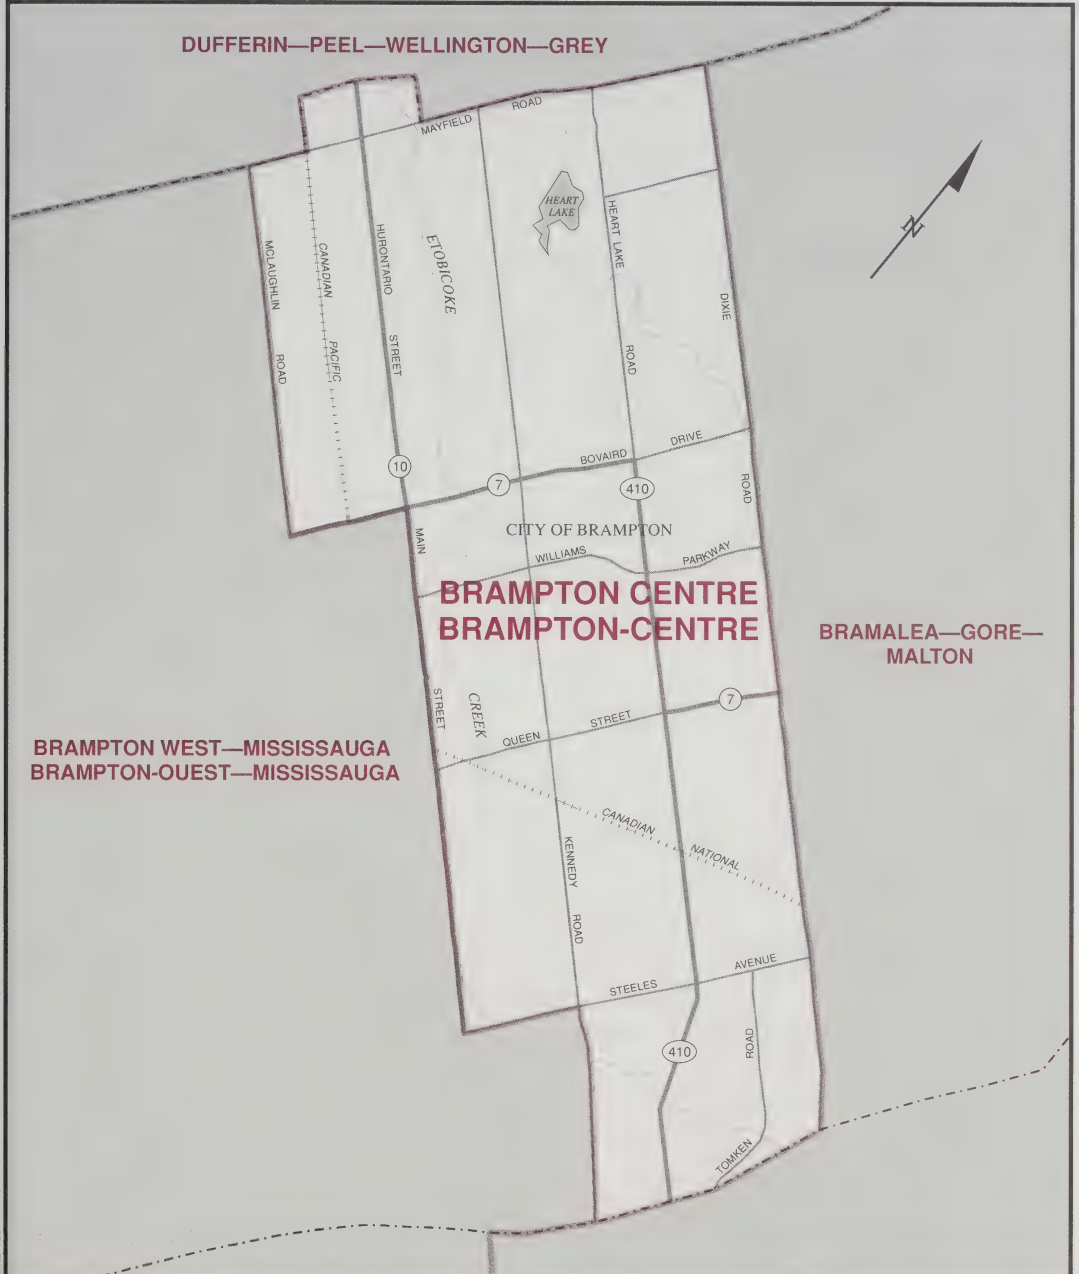 DUFFERIN—PEEL—WELLINGTON—GREY
MAYFIELD ROAD
HEART
LAKE
N
MCLAUGHLIN ROAD
CANADIAN PACIFIC
HURONTARIO STREET
ETOBICOKE
HEART LAKE ROAD
DIXIE ROAD
10
7
BOVAIRD DRIVE
410
CITY OF BRAMPTON
MAIN STREET
WILLIAMS PARKWAY
BRAMPTON CENTRE
BRAMPTON-CENTRE
BRAMALEA—GORE—
MALTON
CREEK
7
QUEEN STREET
BRAMPTON WEST—MISSISSAUGA
BRAMPTON-OUEST—MISSISSAUGA
CANADIAN NATIONAL
KENNEDY ROAD
STEELES AVENUE
410
TOMKEN ROAD